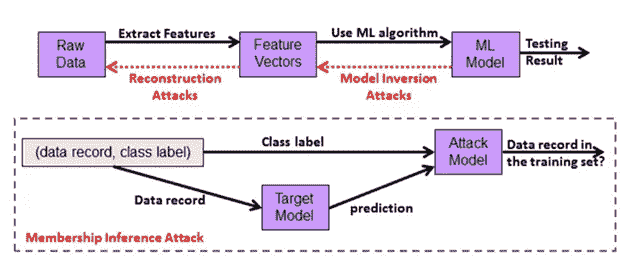 Extract Features
Use ML algorithm
Raw
Data
Feature
Vectors
ML
Model
Testing
Result
Reconstruction
Attacks
Model Inversion
Attacks
(data record, class label)
Class label
Attack
Model
Data record in
the training set?
Data record
Target
Model
prediction
Membership Inference Attack